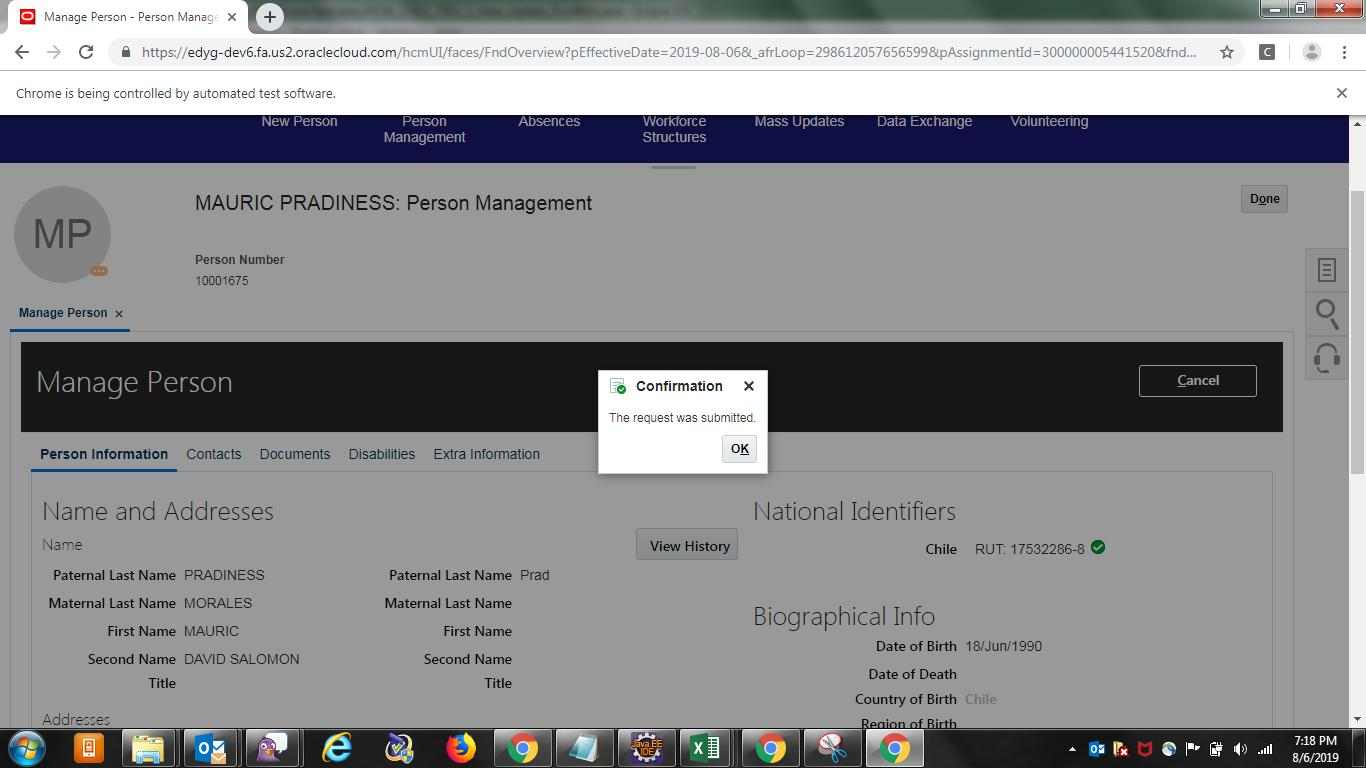 Manage Person - Person Manage
https://edyg-dev6.fa.us2.oraclecloud.com/hcmUI/faces/FndOverview?pEffectiveDate=2019-08-06&_afrLoop=298612057656599&pAssignmentId=300000005441520&fnd...
C
Chrome is being controlled by automated test software.
New Person
Person Management
Absences
Workforce Structures
Mass Updates
Data Exchange
Volunteering
MP
MAURIC PRADINESS: Person Management
Done
Person Number
10001675
Manage Person
Manage Person
Cancel
Confirmation
The request was submitted.
OK
Person Information Contacts Documents Disabilities Extra Information
Name and Addresses
Name
View History
Paternal Last Name PRADINESS
Maternal Last Name MORALES
First Name MAURIC
Second Name DAVID SALOMON
Title
Paternal Last Name Prad
Maternal Last Name
First Name
Second Name
Title
Addresses
National Identifiers
Chile RUT: 17532286-8
Biographical Info
Date of Birth 18/Jun/1990
Date of Death
Country of Birth Chile
Region of Birth
Java EE
IDE
7:18 PM
8/6/2019